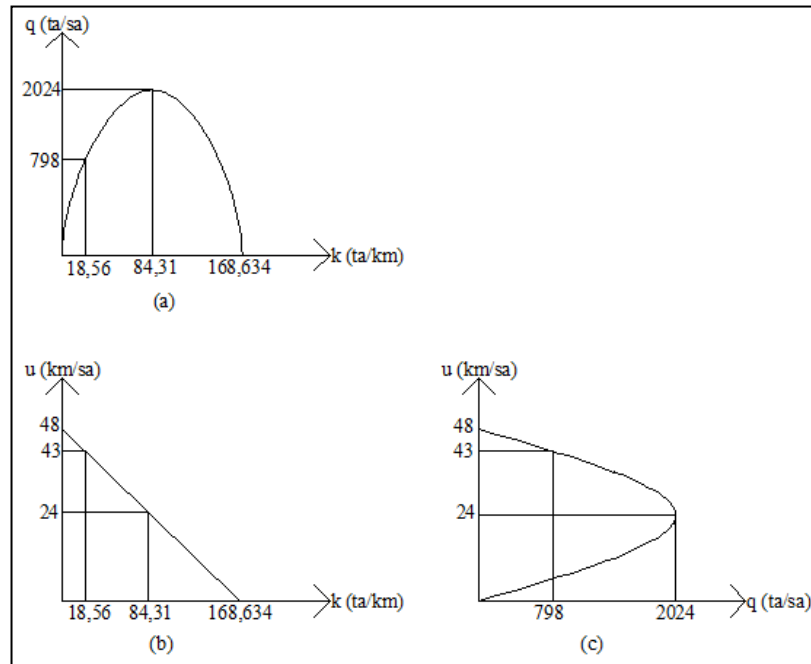 q (ta/sa)
2024
798
18,56 84,31 168,634 k (ta/km)
(a)
u (km/sa)
48
43
24
18,56 84,31 168,634 k (ta/km)
(b)
u (km/sa)
48
43
24
798 2024 q (ta/sa)
(c)